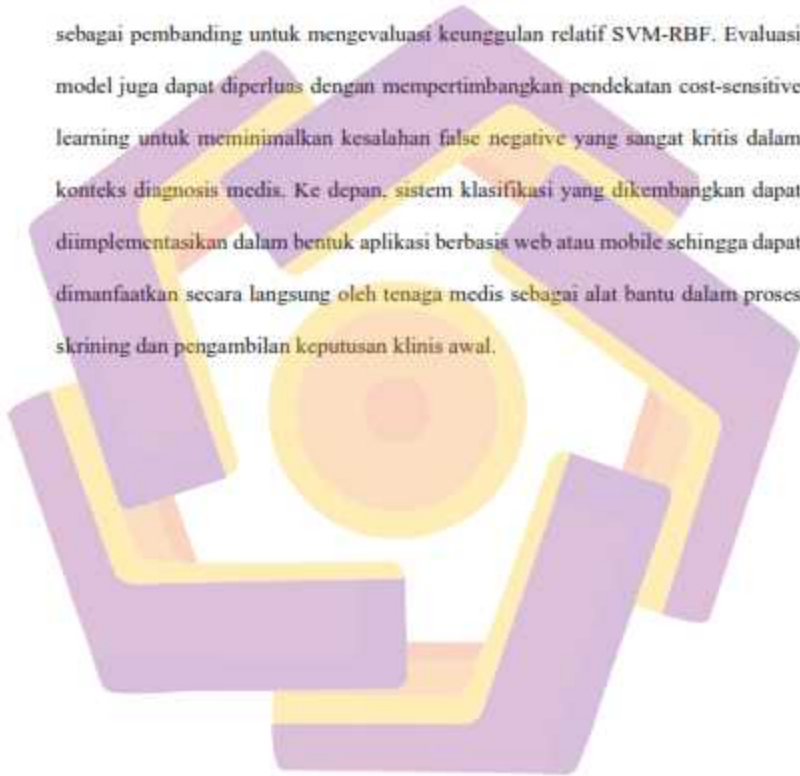 sebagai pembanding untuk mengevaluasi keunggulan relatif SVM-RBF. Evaluasi
model juga dapat diperluas dengan mempertimbangkan pendekatan cost-sensitive
learning untuk meminimalkan kesalahan false negative yang sangat kritis dalam
konteks diagnosis medis. Ke depan, sistem klasifikasi yang dikembangkan dapat
diimplementasikan dalam bentuk aplikasi berbasis web atau mobile sehingga dapat
dimanfaatkan secara langsung oleh tenaga medis sebagai alat bantu dalam proses
skrining dan pengambilan keputusan klinis awal.